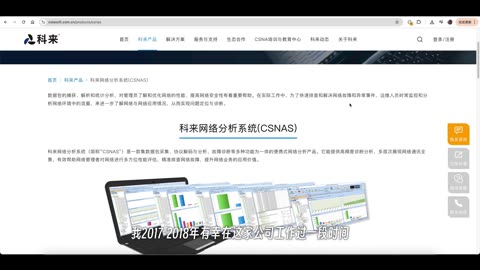 colasoft.com.cn/products/csnas
科来
首页
科来产品
解决方案
服务与支持
生态合作
CSNA培训与教育中心
科来动态
关于科来
登录/注册
首页 > 科来产品 > 科来网络分析系统(CSNAS)
数据包的捕获、解析和统计分析，对管理员了解和优化网络的性能、提高网络安全性有着重要帮助。在实际工作中，为了快速排查和解决网络故障和异常事件，运维人员时常监控和
分析网络环境中的流量，来进一步了解网络与网络应用情况，从而实现问题定位与诊断。
科来网络分析系统(CSNAS)
科来网络分析系统（简称“CSNAS”）是一款集数据包采集、协议解码与分析、故障诊断等多种功能为一体的便携式网络分析产品。它能提供高精度诊断分析，多层次展现网络通讯全
景，有效帮助网络管理者对网络进行多方位性能评估，精准排查网络故障，提升网络业务的应用价值。
我2017-2018年有幸在这家公司工作过一段时间